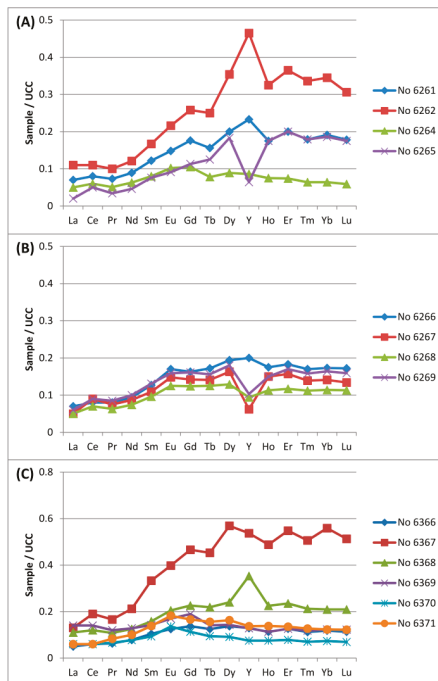 (A)
Sample / UCC
0.5
0.4
0.3
0.2
0.1
0
La Ce Pr Nd Sm Eu Gd Tb Dy Y Ho Er Tm Yb Lu
No 6261
No 6262
No 6264
No 6265
(B)
Sample / UCC
0.5
0.4
0.3
0.2
0.1
0
La Ce Pr Nd Sm Eu Gd Tb Dy Y Ho Er Tm Yb Lu
No 6266
No 6267
No 6268
No 6269
(C)
Sample / UCC
0.8
0.6
0.4
0.2
0
La Ce Pr Nd Sm Eu Gd Tb Dy Y Ho Er Tm Yb Lu
No 6366
No 6367
No 6368
No 6369
No 6370
No 6371